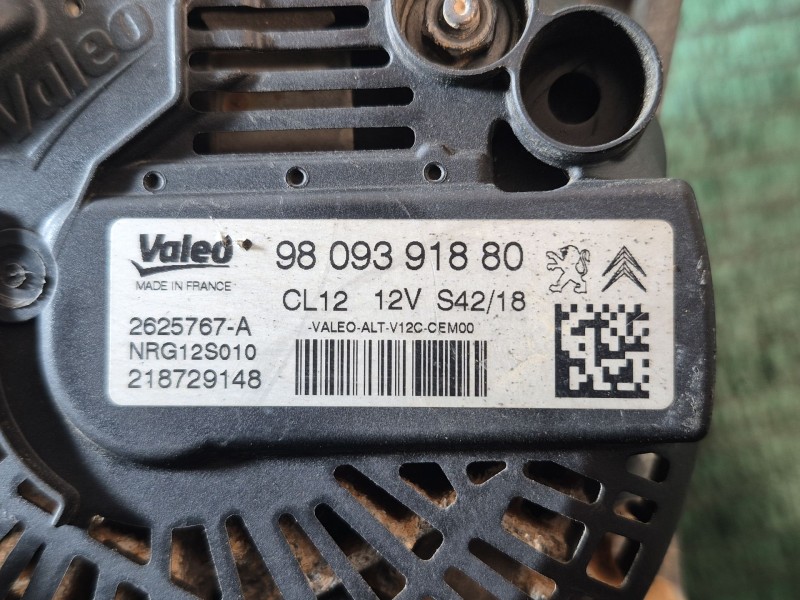 Valeo
Valeo 98 093 918 80
MADE IN FRANCE
CL12 12V S42/18
2625767-A
-VALEO-ALT-V12C-CEM00
NRG12S010
218729148